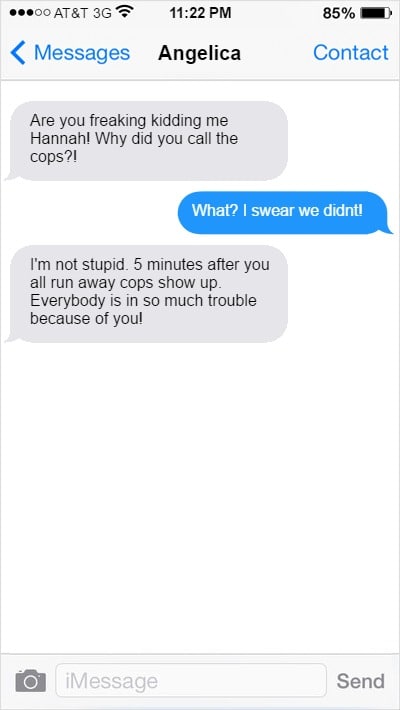 AT&T 3G 11:22 PM 85%
Messages Angelica Contact
Are you freaking kidding me
Hannah! Why did you call the
cops?!
What? I swear we didnt!
I'm not stupid. 5 minutes after you
all run away cops show up.
Everybody is in so much trouble
because of you!
iMessage Send